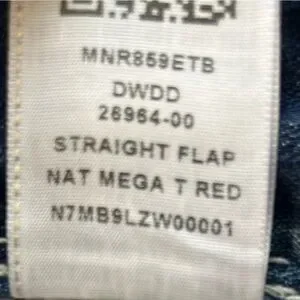 MNR859ETB
DWDD
26964-00
STRAIGHT FLAP
NAT MEGA T RED
N7MB9LZW00001